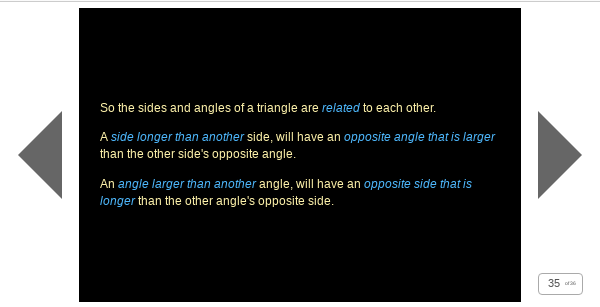 So the sides and angles of a triangle are related to each other.
A side longer than another side, will have an opposite angle that is larger
than the other side's opposite angle.
An angle larger than another angle, will have an opposite side that is
longer than the other angle's opposite side.
35 of 36